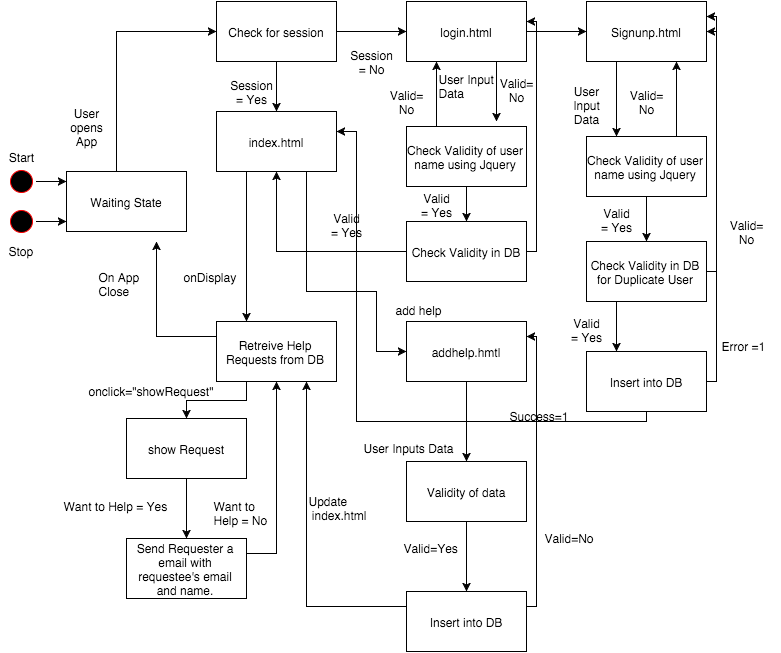 Check for session
login.html
Signunp.html
Session
= No
Session
= Yes
User Input
Data
Valid=
No
Valid=
No
User
Input
Data
Valid=
No
User
opens
App
index.html
Check Validity of user
name using Jquery
Check Validity of user
name using Jquery
Start
Waiting State
Stop
Valid
= Yes
Valid
= Yes
Valid
= Yes
Valid=
No
Check Validity in DB
Check Validity in DB
for Duplicate User
On App
Close
onDisplay
add help
Retreive Help
Requests from DB
addhelp.hmtl
Valid
= Yes
Error =1
Insert into DB
onclick="showRequest"
Success=1
show Request
User Inputs Data
Validity of data
Want to Help = Yes
Want to
Help = No
Update
index.html
Valid=Yes
Valid=No
Send Requester a
email with
requestee's email
and name.
Insert into DB